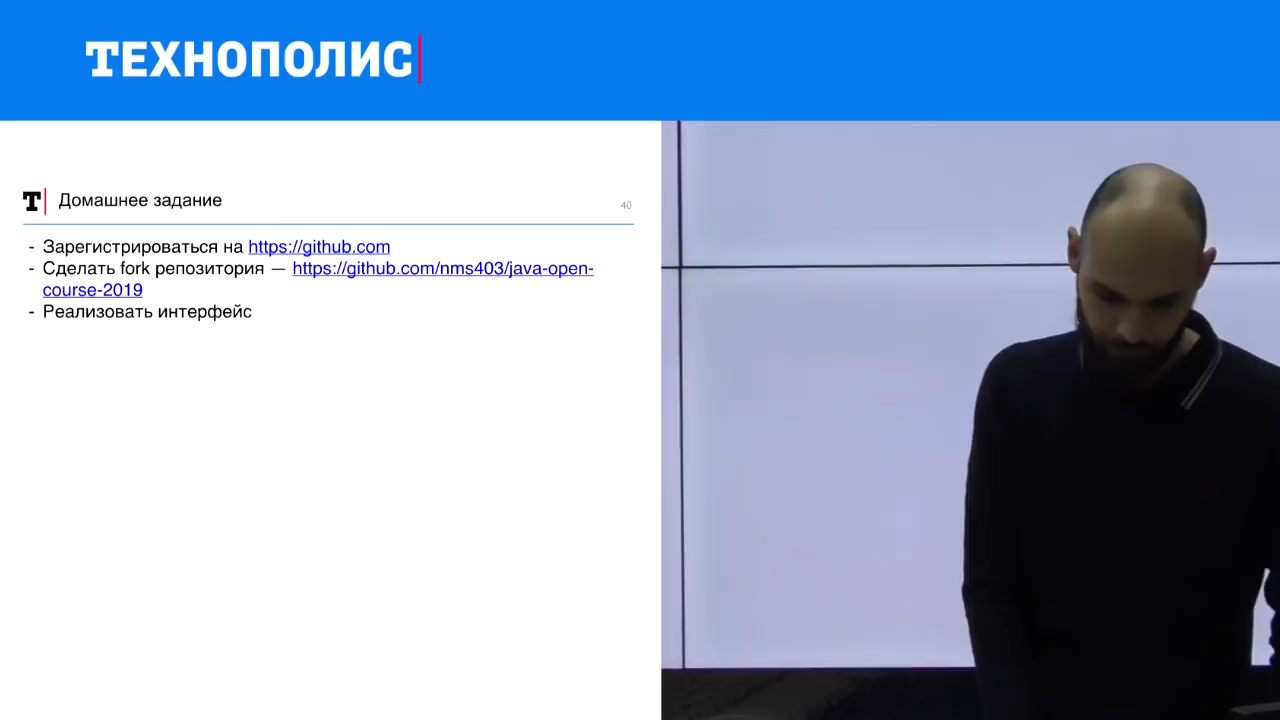 ТЕХНОПОЛИС
Т Домашнее задание 40
- Зарегистрироваться на https://github.com
- Сделать fork репозитория — https://github.com/nms403/java-open-
course-2019
- Реализовать интерфейс